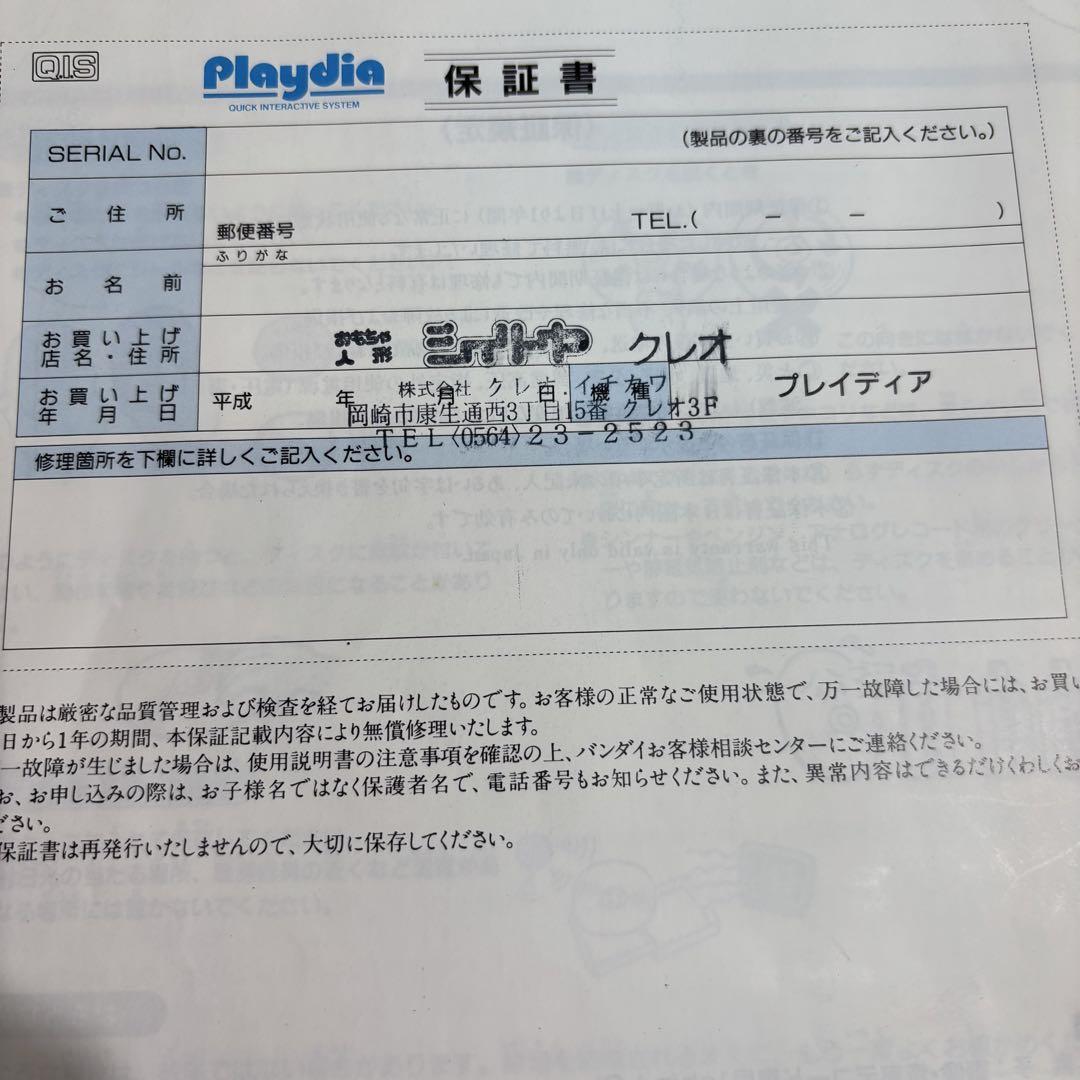 QIS
Playdia
QUICK INTERACTIVE SYSTEM
保証書
SERIAL No.
(製品の裏の番号をご記入ください。)
ご住所
郵便番号
TEL.( － － )
ふりがな
お名前
お買い上げ
店名・住所
おもちゃ
人形
クレオ
お買い上げ
年月日
平成 年 月 日・機種 プレイディア
株式会社 クレオ イチカワ
岡崎市康生通西3丁目15番 クレオ3F
TEL(0564)23-2523
修理箇所を下欄に詳しくご記入ください。
This warranty is valid only in Japan.
製品は厳密な品質管理および検査を経てお届けしたものです。お客様の正常なご使用状態で、万一故障した場合には、お買い
日から1年の期間、本保証記載内容により無償修理いたします。
一故障が生じました場合は、使用説明書の注意事項を確認の上、バンダイお客様相談センターにご連絡ください。
お、お申し込みの際は、お子様名ではなく保護者名で、電話番号もお知らせください。また、異常内容はできるだけくわしくお
ださい。
保証書は再発行いたしませんので、大切に保存してください。